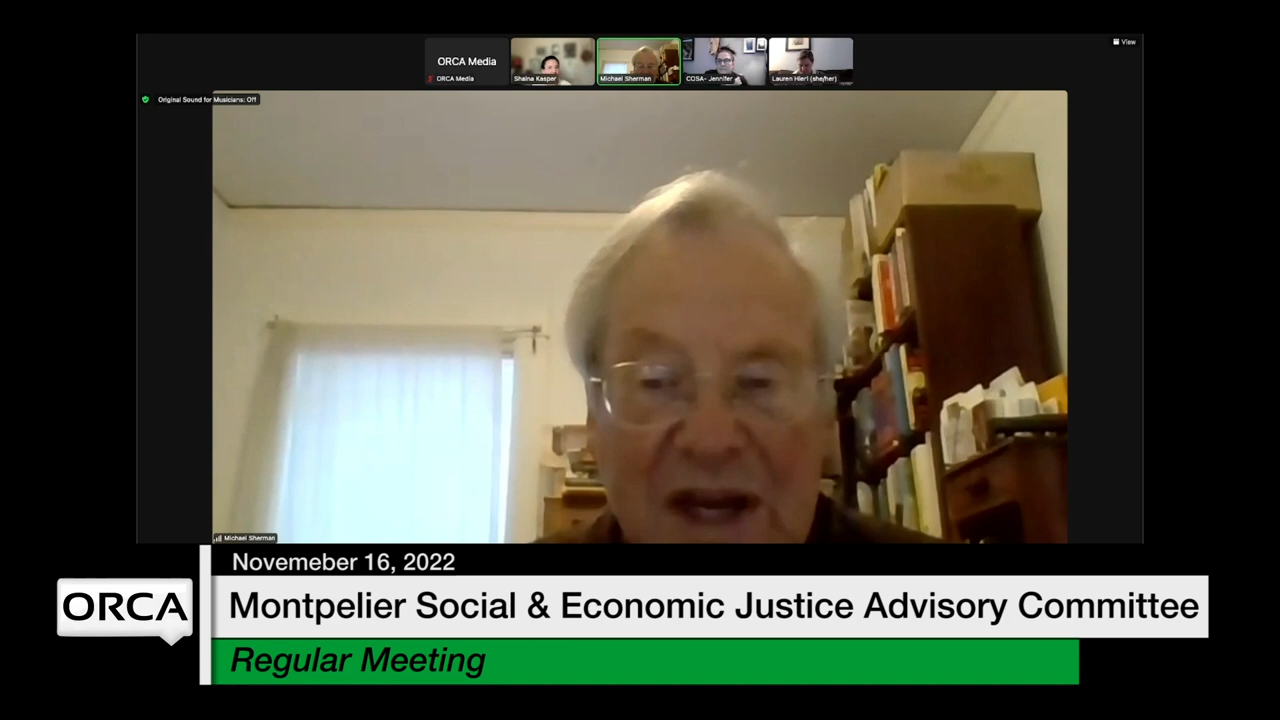 View
ORCA Media
ORCA Media
Shaina Kasper
Michael Sherman
COSA- Jennifer
Lauren Hierl (she/her)
Original Sound for Musicians: Off
Michael Sherman
Novemeber 16, 2022
ORCA
Montpelier Social & Economic Justice Advisory Committee
Regular Meeting